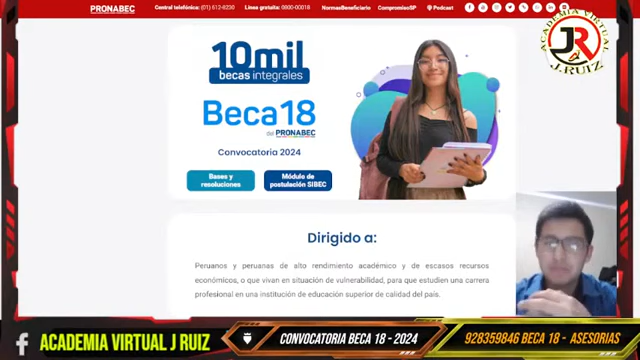 PRONABEC
Central telefónica: (01) 612-8230
Línea gratuita: 0800-00018
NormasBeneficiario
CompromisoSP
Podcast
ACADEMIA VIRTUAL
JR
J.RUIZ
10mil
becas integrales
Beca18
del PRONABEC
Convocatoria 2024
Bases y
resoluciones
Módulo de
postulación SIBEC
Dirigido a:
Peruanos y peruanas de alto rendimiento académico y de escasos recursos
económicos, o que vivan en situación de vulnerabilidad, para que estudien una carrera
profesional en una institución de educación superior de calidad del país.
ACADEMIA VIRTUAL J RUIZ
CONVOCATORIA BECA 18 - 2024
928359846 BECA 18 - ASESORIAS